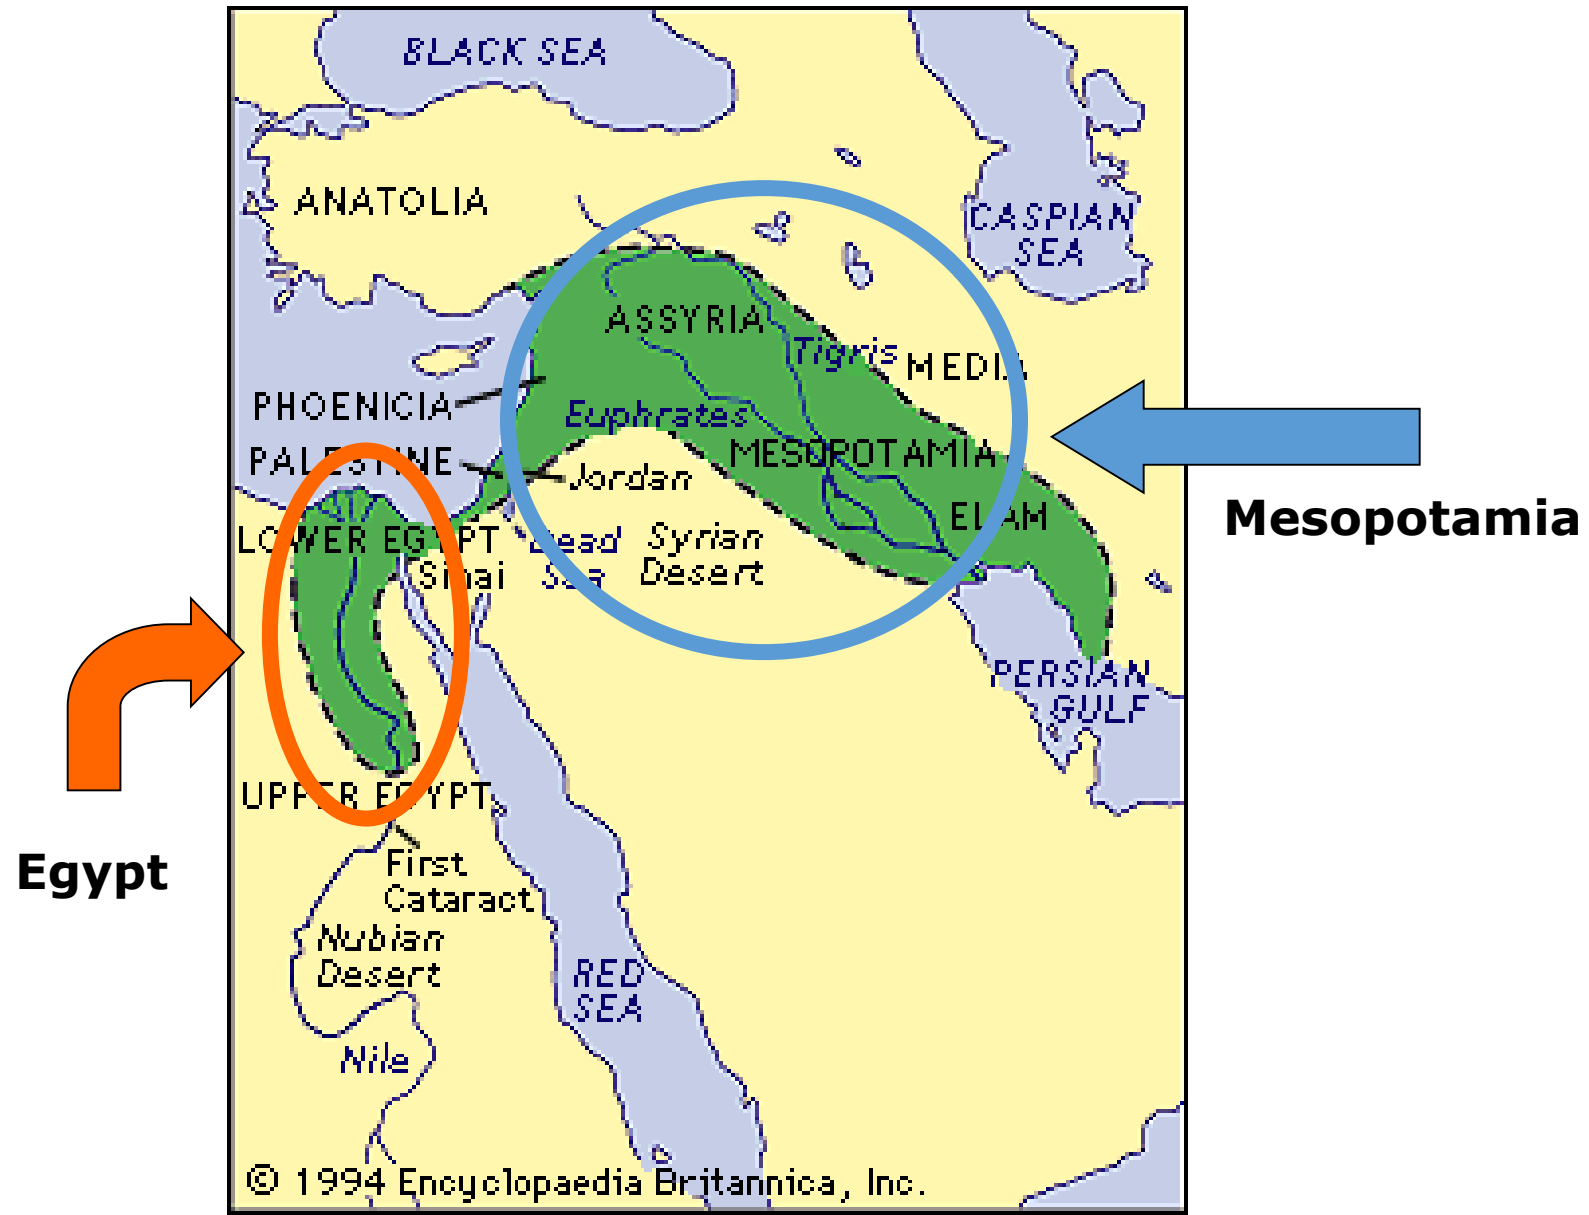 BLACK SEA
ANATOLIA
CASPIAN
SEA
ASSYRIA
Tigris
MEDIA
PHOENICIA
Euphrates
PALESTINE
MESOPOTAMIA
Jordan
Mesopotamia
LOWER EGYPT
Dead
Sea
Syrian
Desert
ELAM
Sinai
PERSIAN
GULF
UPPER EGYPT
Egypt
First
Cataract
Nubian
Desert
RED
SEA
Nile
© 1994 Encyclopaedia Britannica, Inc.